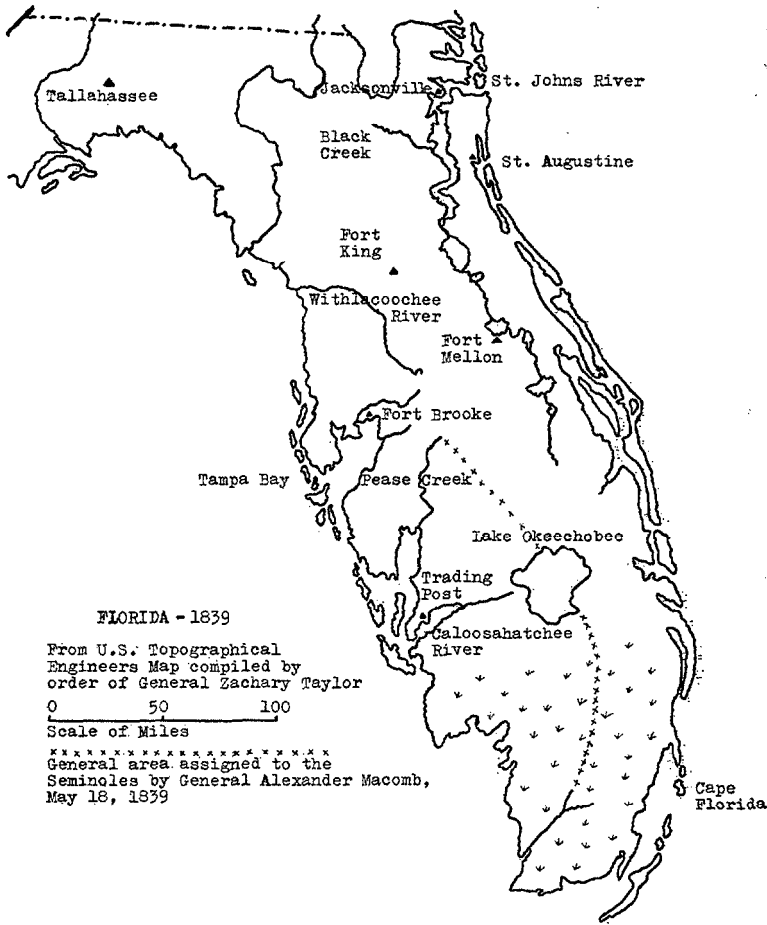 St. Johns River
Jacksonville
Tallahassee
Black
Creek
St. Augustine
Fort
King
Withlacoochee
River
Fort
Mellon
Fort Brooke
Tampa Bay
Pease Creek
Lake Okeechobee
Trading
Post
Caloosahatchee
River
FLORIDA - 1839
From U.S. Topographical
Engineers Map compiled by
order of General Zachary Taylor
0 50 100
Scale of Miles
x x x x x x x x x x x x x x x x x x x x x x
General area assigned to the
Seminoles by General Alexander Macomb,
May 18, 1839
Cape
Florida